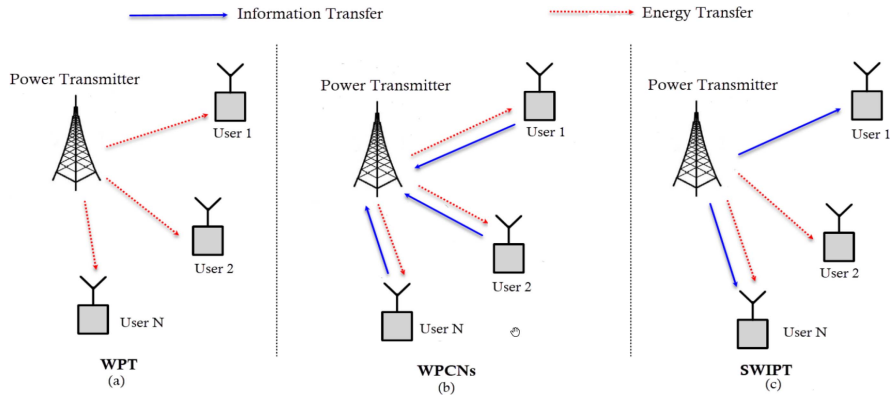 Information Transfer
Energy Transfer
Power Transmitter
User 1
User 2
User N
WPT
(a)
Power Transmitter
User 1
User 2
User N
WPCNs
(b)
Power Transmitter
User 1
User 2
User N
SWIPT
(c)